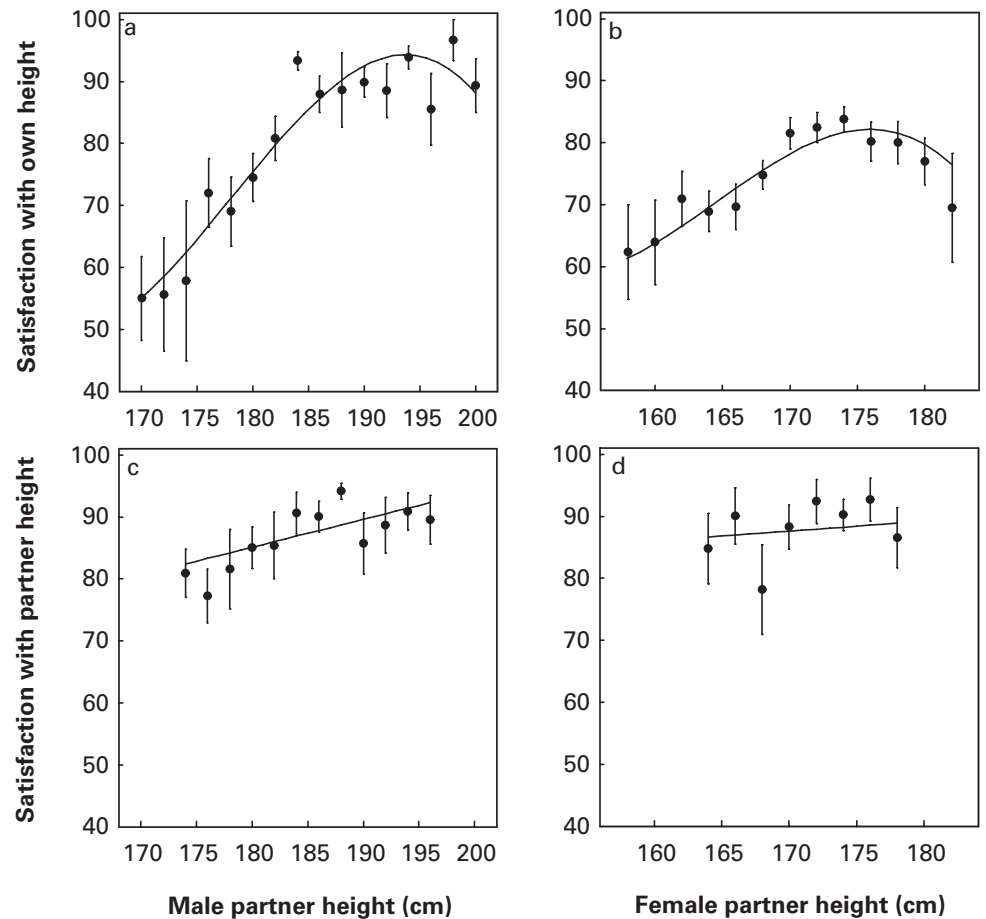 Satisfaction with own height
a
100
90
80
70
60
50
40
170 175 180 185 190 195 200
b
100
90
80
70
60
50
40
160 165 170 175 180
Satisfaction with partner height
c
100
90
80
70
60
50
40
170 175 180 185 190 195 200
Male partner height (cm)
d
100
90
80
70
60
50
40
160 165 170 175 180
Female partner height (cm)